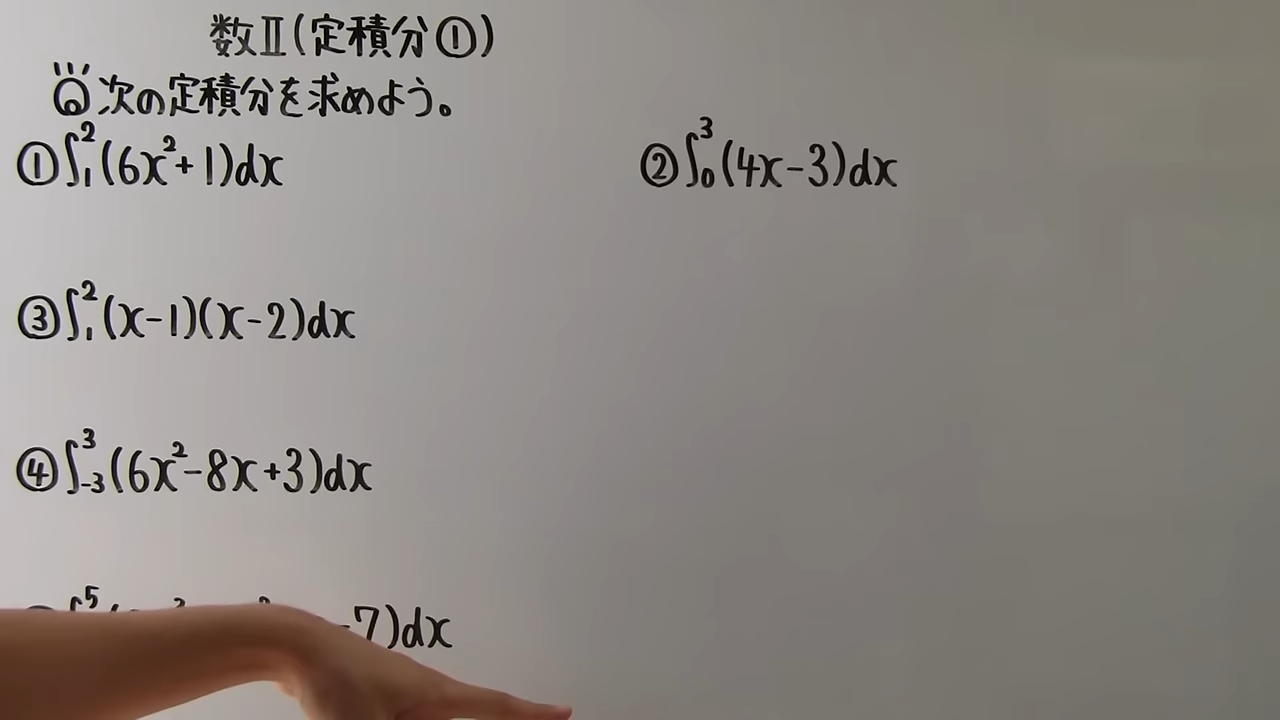 数Ⅱ(定積分①)
Q 次の定積分を求めよう。
①∫₁²(6x²+1)dx
②∫₀³(4x-3)dx
③∫₁²(x-1)(x-2)dx
④∫₋₃³(6x²-8x+3)dx
-7)dx